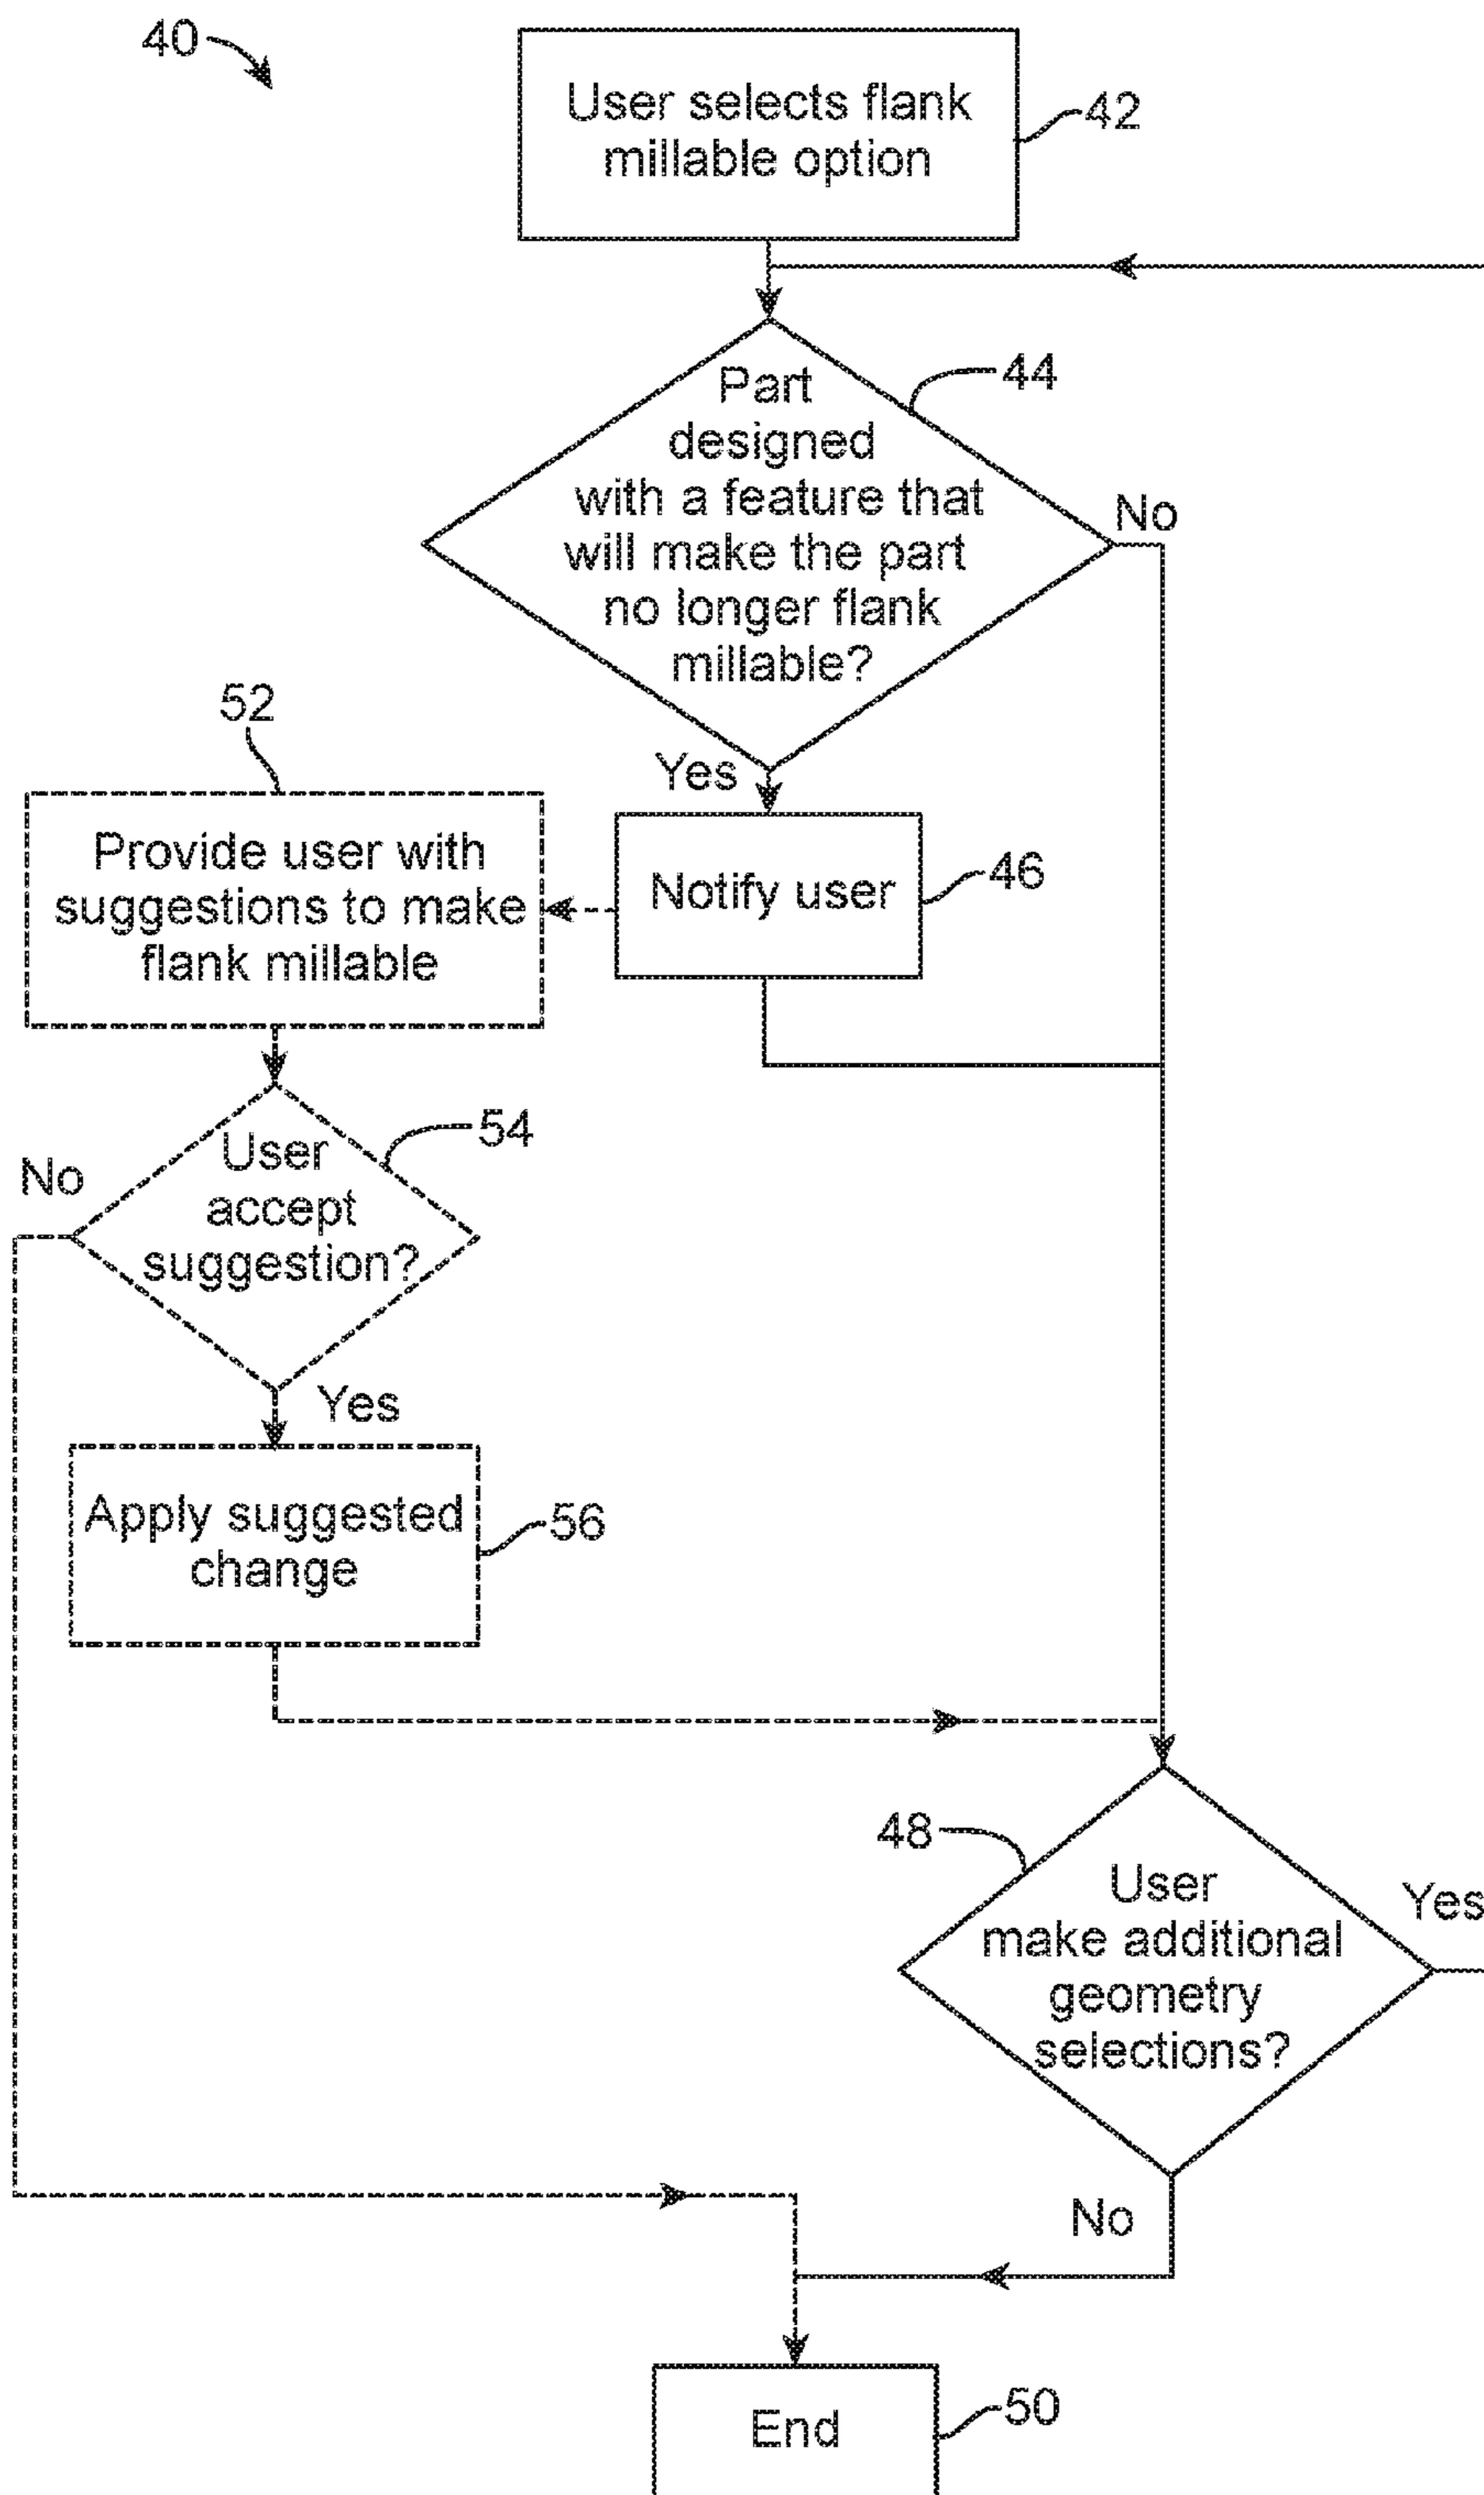 40
User selects flank
millable option
42
Part
designed
with a feature that
will make the part
no longer flank
millable?
44
No
Yes
52
Provide user with
suggestions to make
flank millable
Notify user
46
User
accept
suggestion?
54
No
Yes
Apply suggested
change
56
48
User
make additional
geometry
selections?
Yes
No
End
50